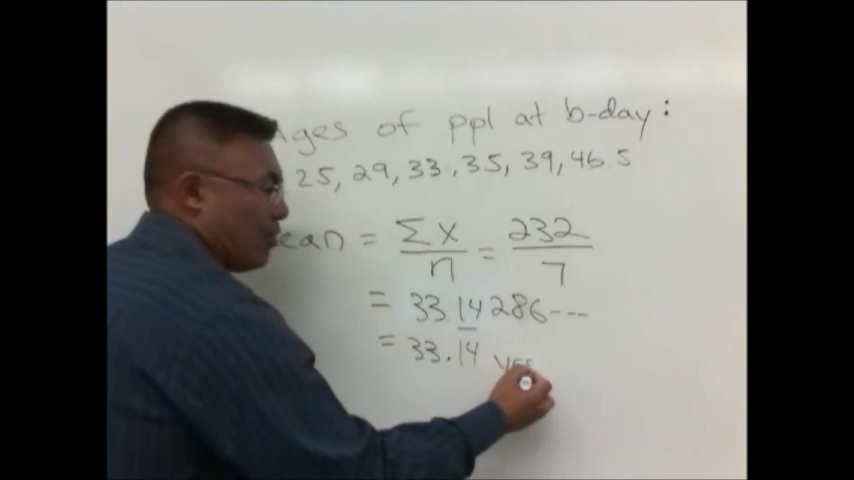 ges of ppl at b-day:
25, 29, 33, 35, 39, 46.5
ean = Σx/n = 232/7
= 33.14286---
= 33.14